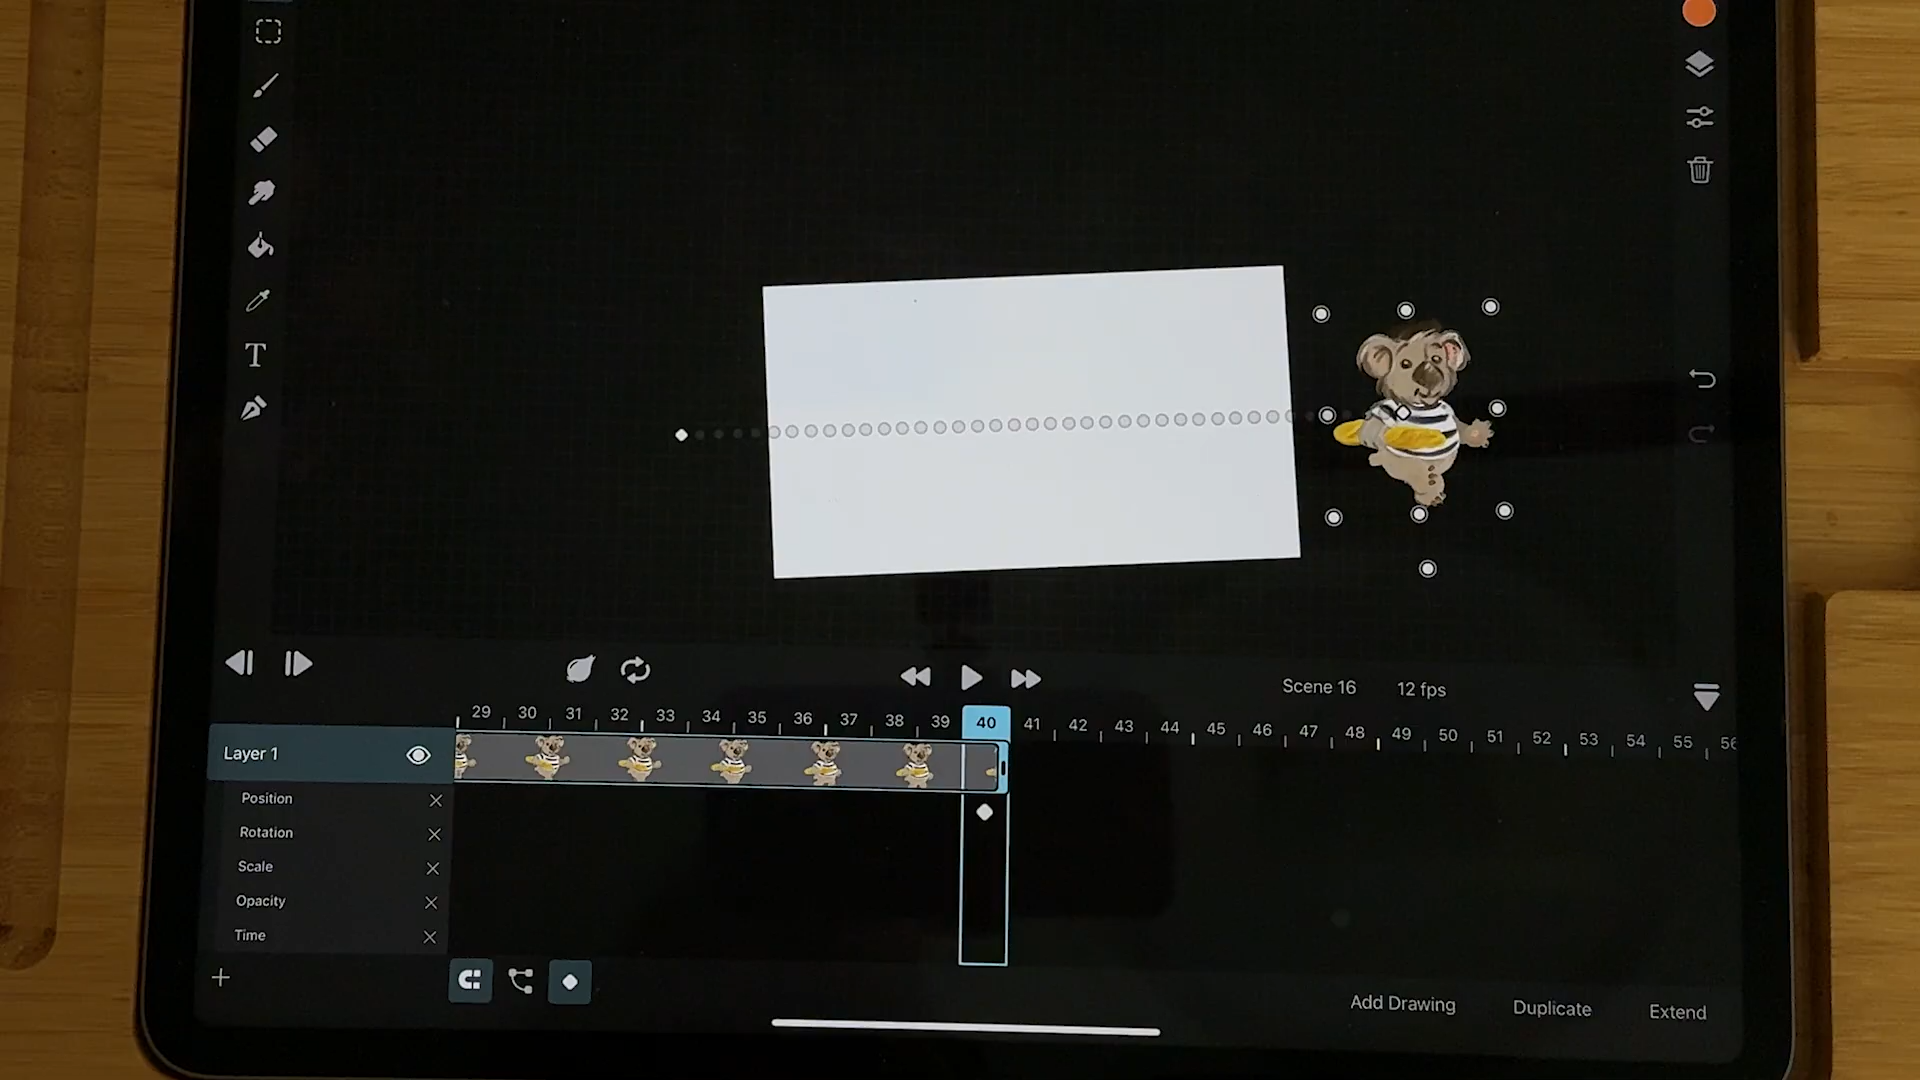 T
Scene 16 12 fps
29 30 31 32 33 34 35 36 37 38 39 40 41 42 43 44 45 46 47 48 49 50 51 52 53 54 55 56
Layer 1
Position
Rotation
Scale
Opacity
Time
Add Drawing Duplicate Extend